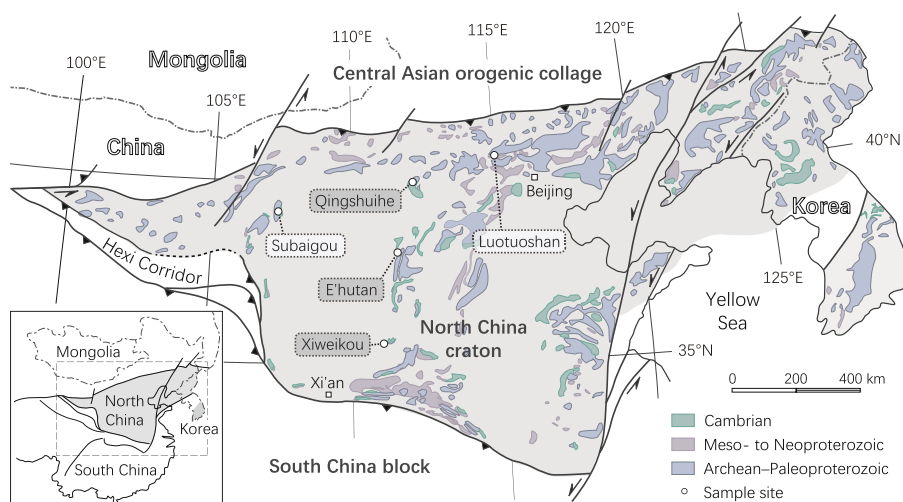 100°E
Mongolia
105°E
110°E
115°E
120°E
Central Asian orogenic collage
China
40°N
Qingshuihe
Beijing
Korea
Subaigou
Luotuoshan
Hexi Corridor
E'hutan
125°E
Yellow
Sea
North China
craton
Xiweikou
35°N
Xi'an
0 200 400 km
Mongolia
North
China
Korea
South China
South China block
Cambrian
Meso- to Neoproterozoic
Archean–Paleoproterozoic
Sample site